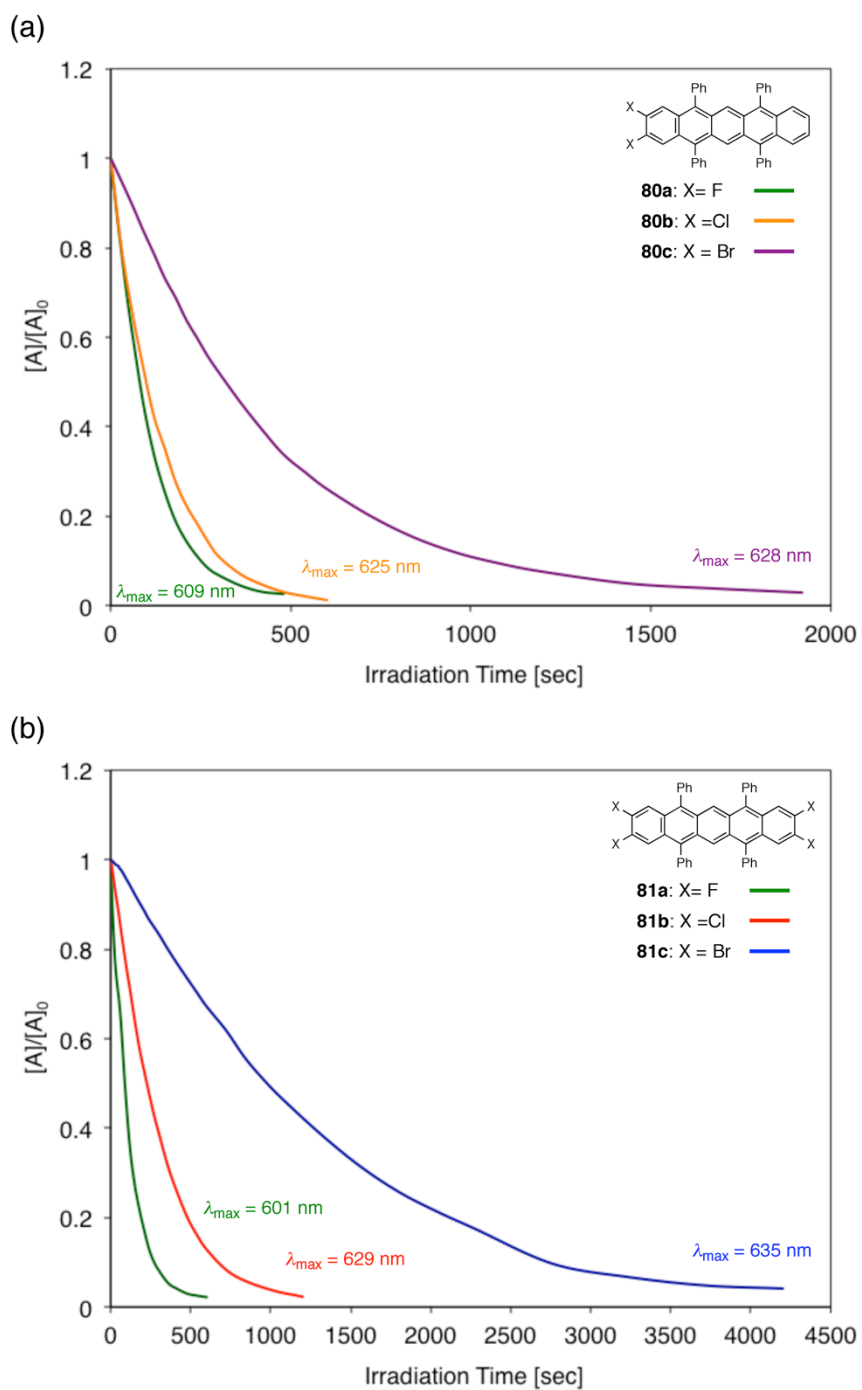 (a)
1.2
1
0.8
0.6
0.4
0.2
0
[A]/[A]₀
Ph Ph
X
X
Ph Ph
80a: X= F
80b: X =Cl
80c: X = Br
λmax = 628 nm
λmax = 625 nm
λmax = 609 nm
0 500 1000 1500 2000
Irradiation Time [sec]
(b)
1.2
1
0.8
0.6
0.4
0.2
0
[A]/[A]₀
Ph Ph
X X
X X
Ph Ph
81a: X= F
81b: X =Cl
81c: X = Br
λmax = 601 nm
λmax = 635 nm
λmax = 629 nm
0 500 1000 1500 2000 2500 3000 3500 4000 4500
Irradiation Time [sec]